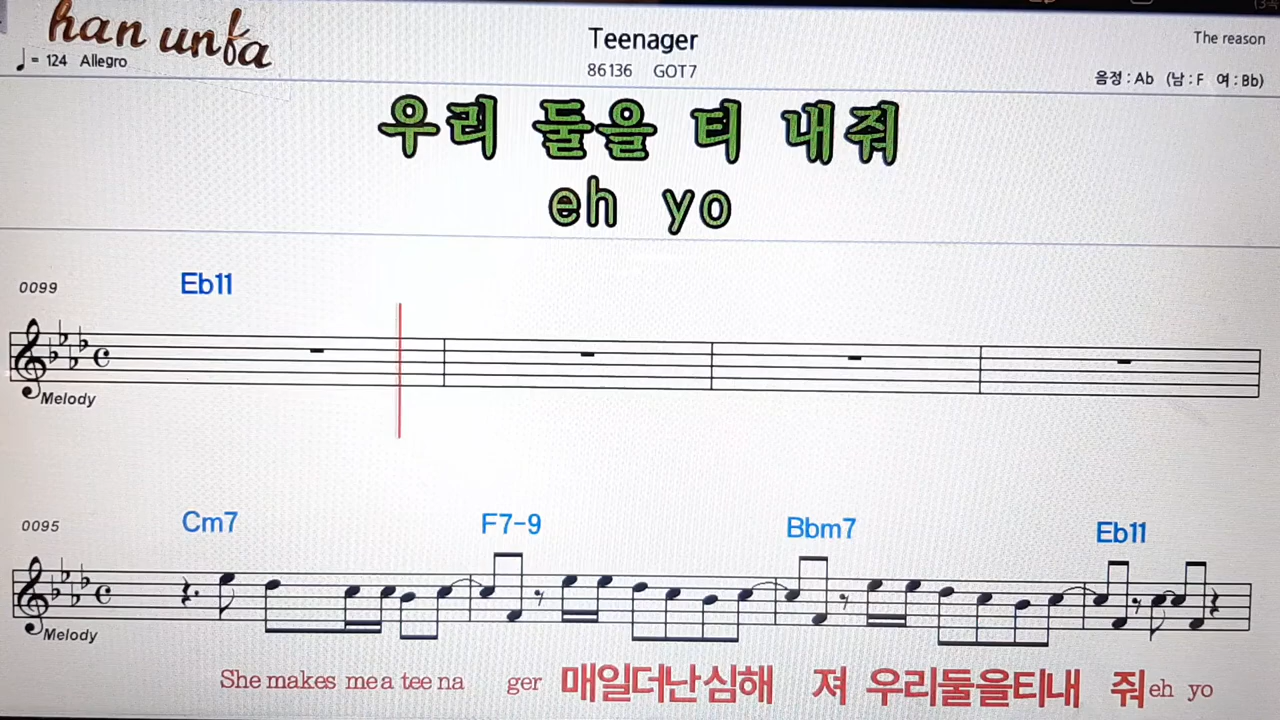 han unfa
Teenager
The reason
♩= 124 Allegro
86136 GOT7
음정 : Ab (남 : F 여 : Bb)
우리 둘을 티 내줘
eh yo
0099 Eb11
Melody
0095 Cm7 F7-9 Bbm7 Eb11
Melody
She makes me a tee na ger 매일더난심해 져 우리둘을티내 줘 eh yo